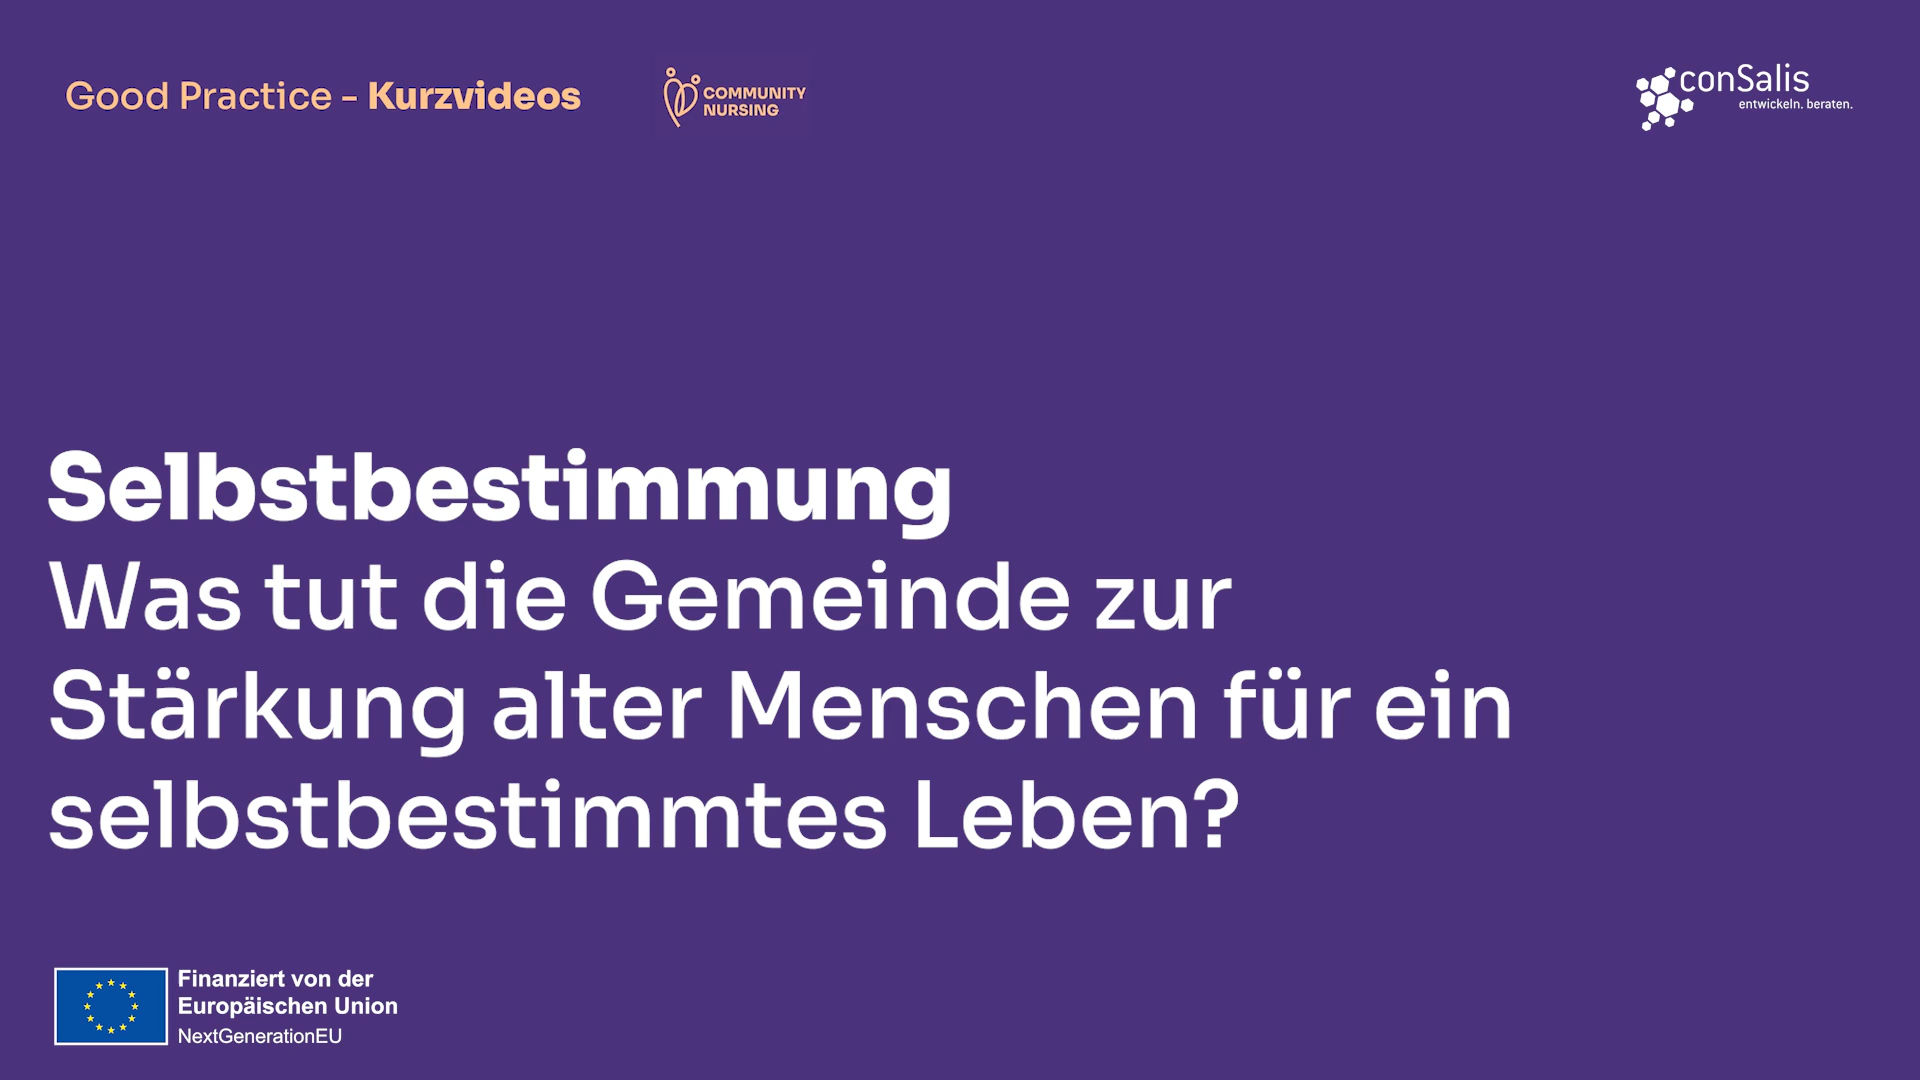 Good Practice - Kurzvideos
COMMUNITY
NURSING
conSalis
entwickeln. beraten.
Selbstbestimmung
Was tut die Gemeinde zur
Stärkung alter Menschen für ein
selbstbestimmtes Leben?
Finanziert von der
Europäischen Union
NextGenerationEU